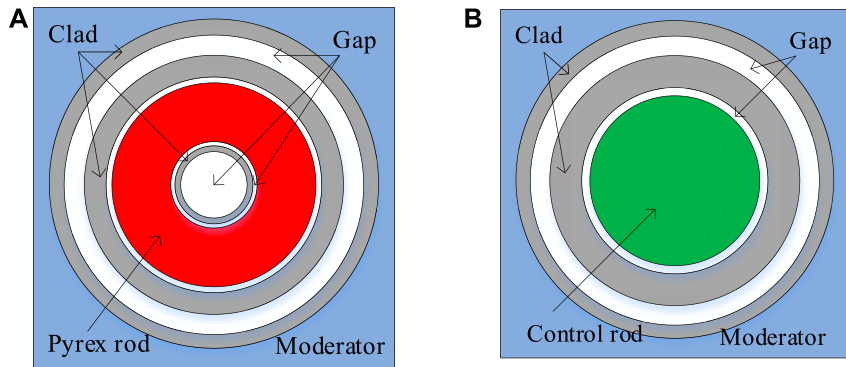 A
Clad
Gap
Pyrex rod
Moderator
B
Clad
Gap
Control rod
Moderator